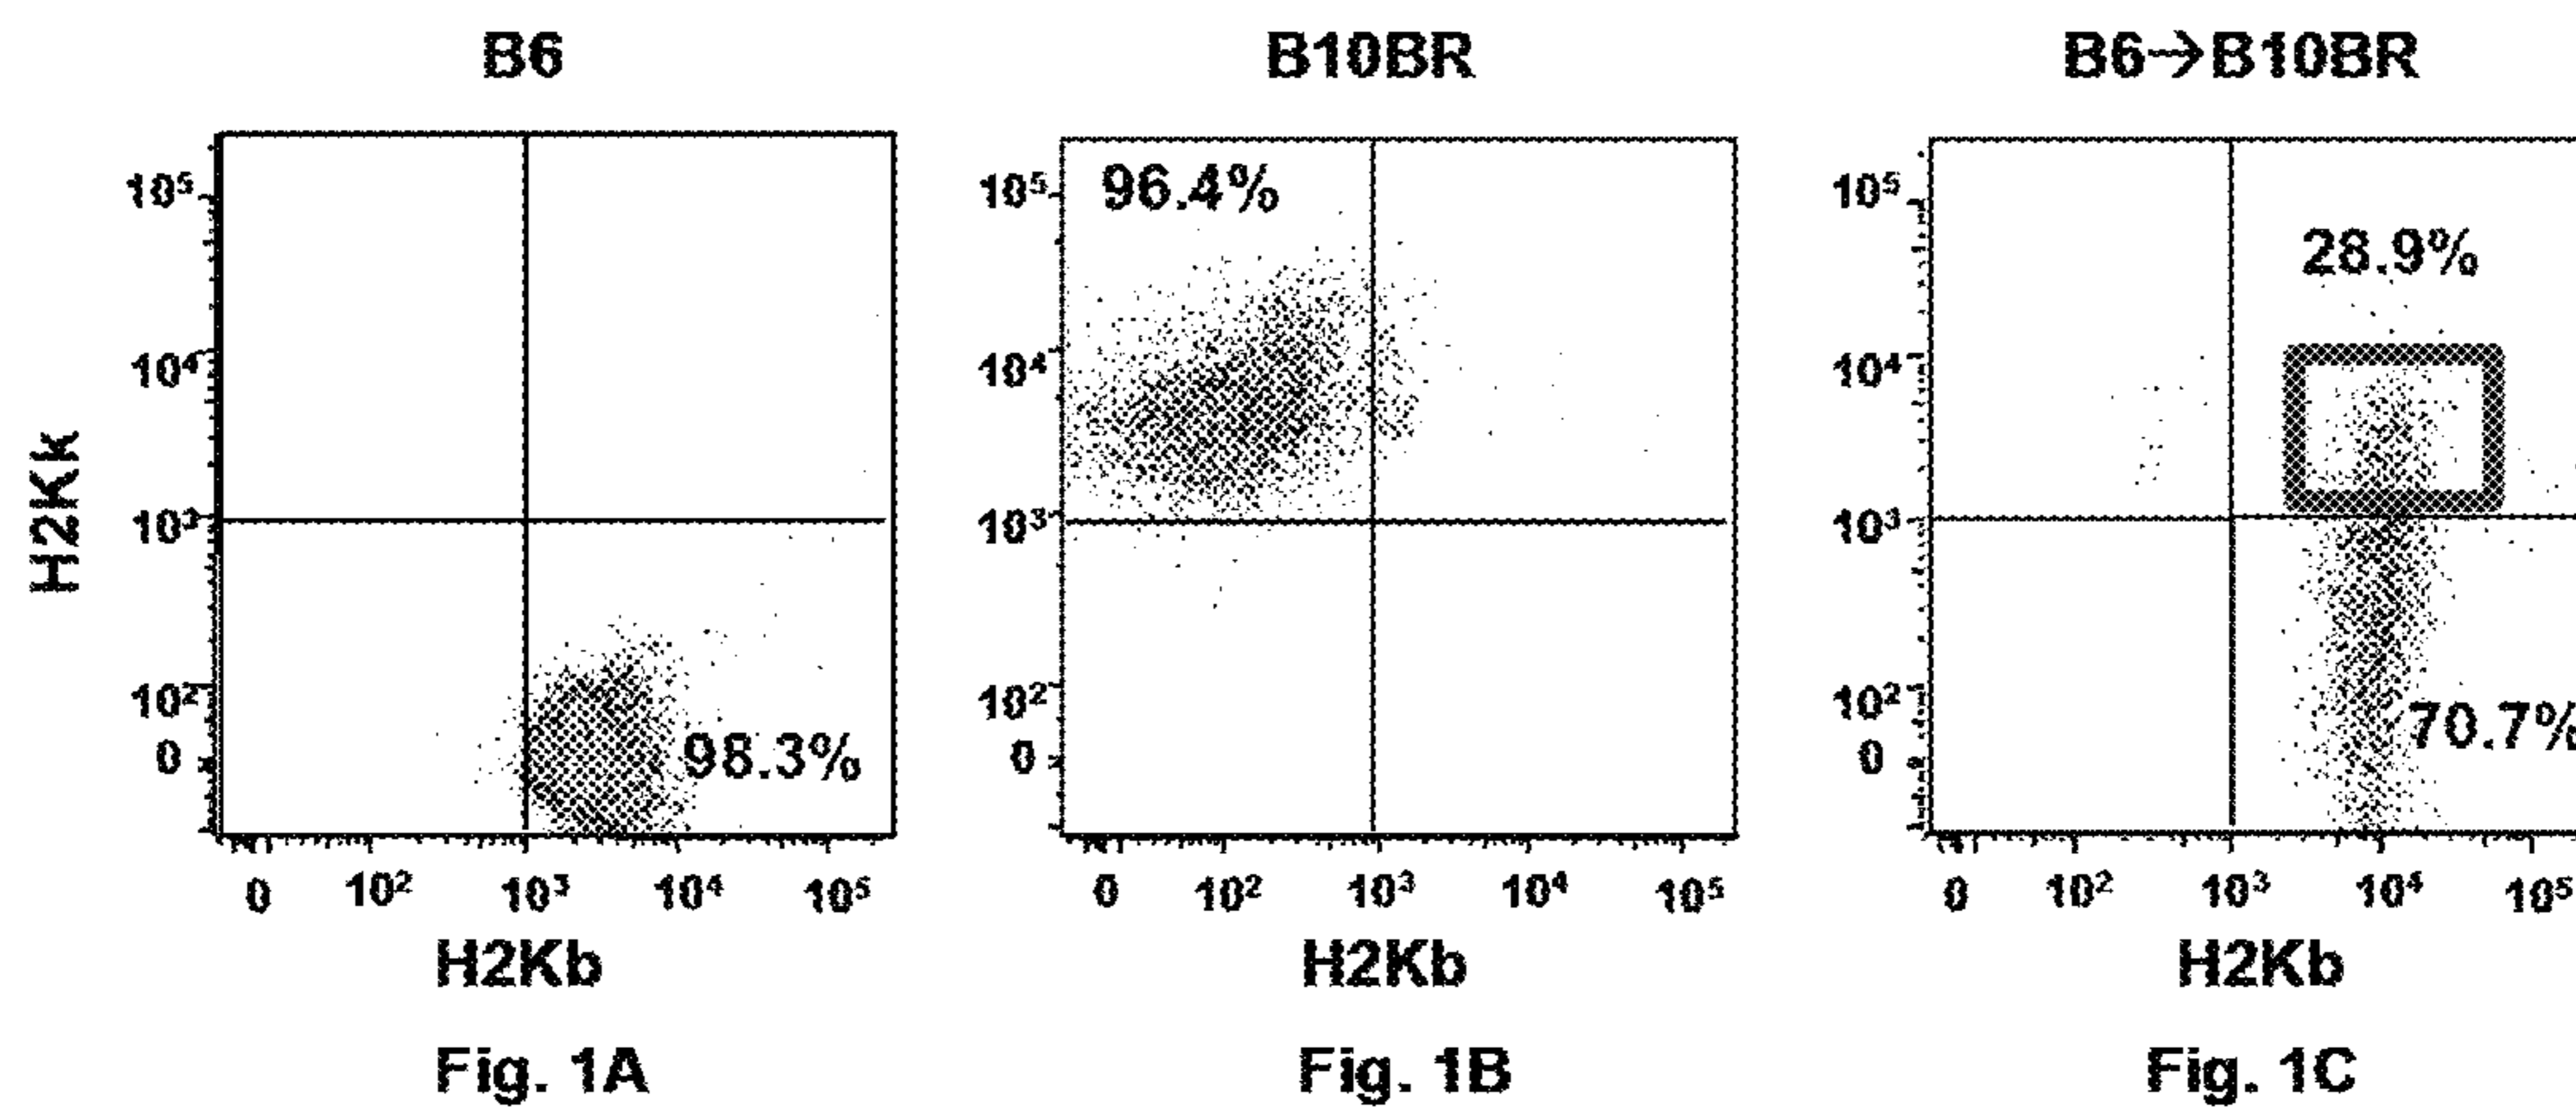 B6 B10BR B6→B10BR
10⁵ 10⁵ 96.4% 10⁵ 28.9%
10⁴ 10⁴ 10⁴
H2Kk
10³ 10³ 10³
10² 10² 10² 70.7%
0 98.3% 0 0
0 10² 10³ 10⁴ 10⁵ 0 10² 10³ 10⁴ 10⁵ 0 10² 10³ 10⁴ 10⁵
H2Kb H2Kb H2Kb
Fig. 1A Fig. 1B Fig. 1C